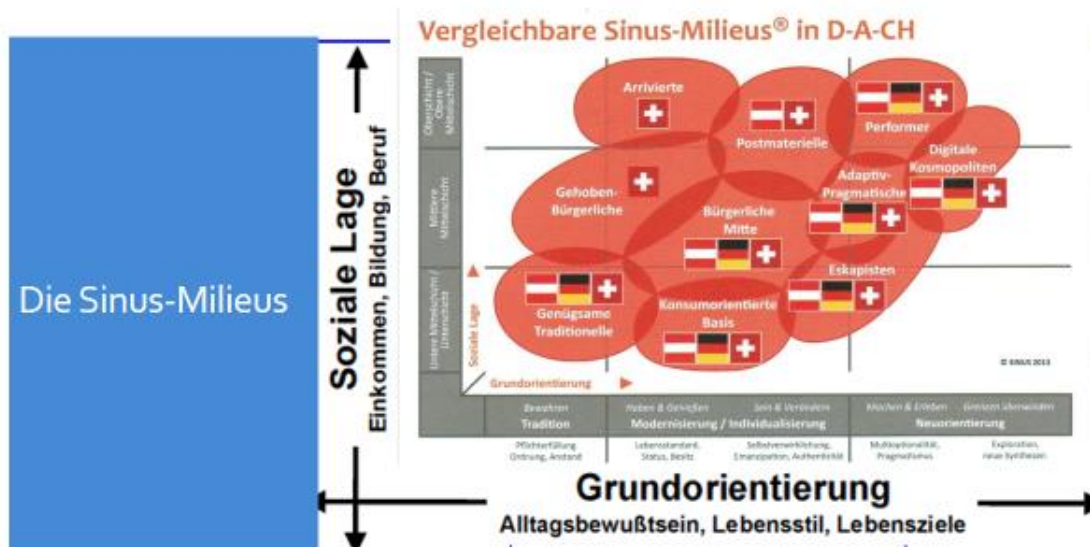 Die Sinus-Milieus
Soziale Lage
Einkommen, Bildung, Beruf
Vergleichbare Sinus-Milieus® in D-A-CH
Oberschicht /
Obere
Mittelschicht
Mittlere
Mittelschicht
Untere Mittelschicht /
Unterschicht
Soziale Lage
Arrivierte
Postmaterielle
Performer
Digitale
Kosmopoliten
Gehoben-
Bürgerliche
Adaptiv-
Pragmatische
Bürgerliche
Mitte
Eskapisten
Genügsame
Traditionelle
Konsumorientierte
Basis
© SINUS 2013
Grundorientierung
Bewahren
Tradition
Haben & Genießen
Sein & Verändern
Modernisierung / Individualisierung
Machen & Erleben
Grenzen überwinden
Neuorientierung
Pflichterfüllung
Ordnung, Anstand
Lebensstandard,
Status, Besitz
Selbstverwirklichung,
Emanzipation, Authentizität
Multioptionalität,
Pragmatismus
Exploration,
neue Synthesen
Grundorientierung
Alltagsbewußtsein, Lebensstil, Lebensziele